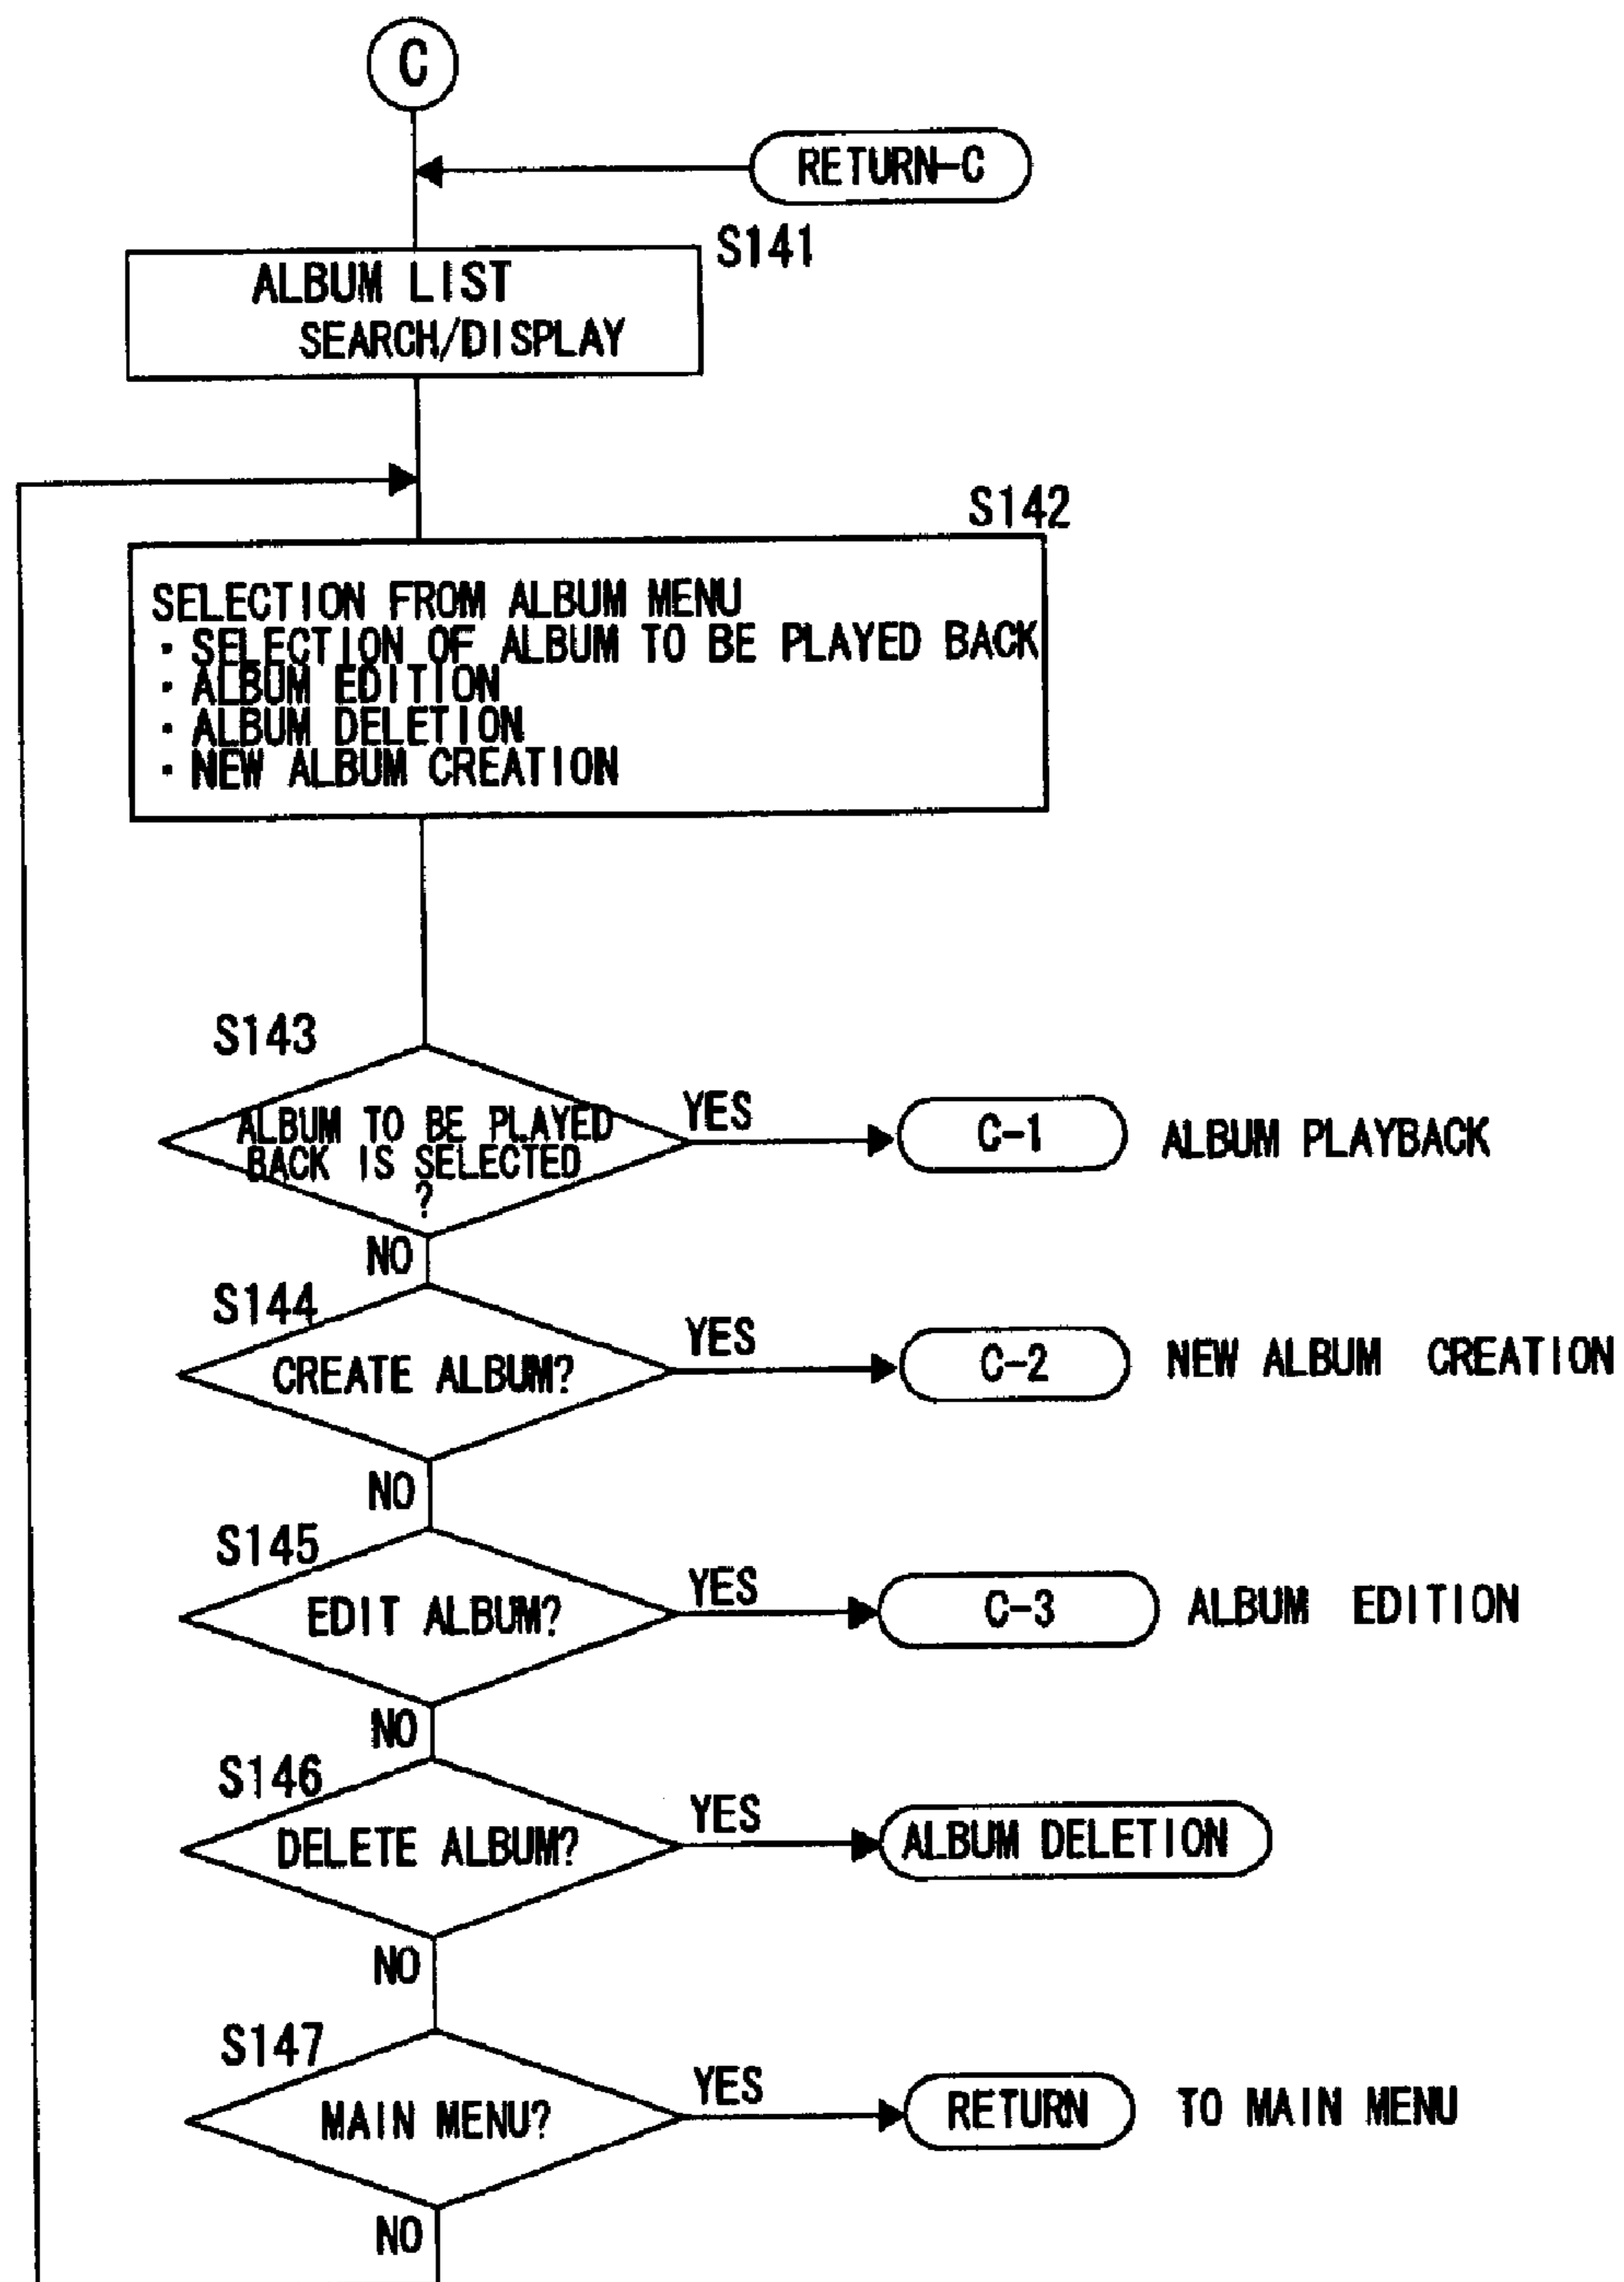 C
RETURN-C
S141
ALBUM LIST
SEARCH/DISPLAY
S142
SELECTION FROM ALBUM MENU
· SELECTION OF ALBUM TO BE PLAYED BACK
· ALBUM EDITION
· ALBUM DELETION
· NEW ALBUM CREATION
S143
ALBUM TO BE PLAYED
BACK IS SELECTED
?
YES
C-1
ALBUM PLAYBACK
NO
S144
CREATE ALBUM?
YES
C-2
NEW ALBUM CREATION
NO
S145
EDIT ALBUM?
YES
C-3
ALBUM EDITION
NO
S146
DELETE ALBUM?
YES
ALBUM DELETION
NO
S147
MAIN MENU?
YES
RETURN
TO MAIN MENU
NO